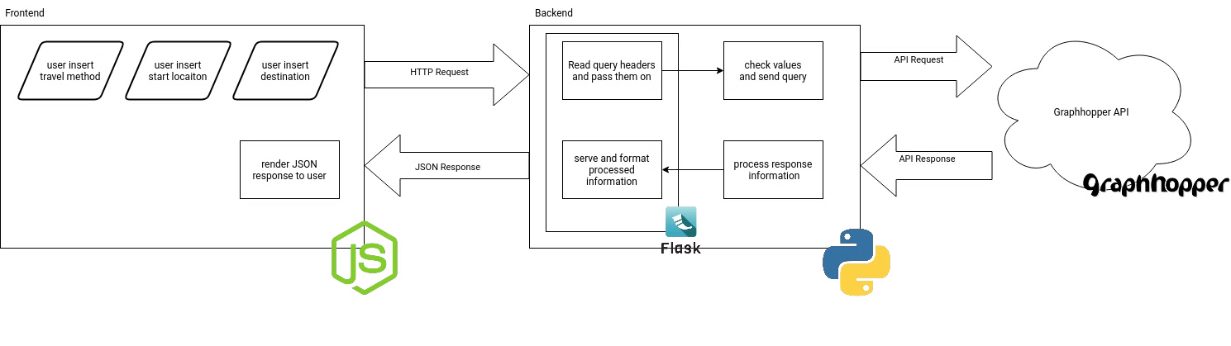 Frontend
user insert
travel method
user insert
start locaiton
user insert
destination
render JSON
response to user
JS
HTTP Request
JSON Response
Backend
Read query headers
and pass them on
check values
and send query
serve and format
processed
information
process response
information
Flask
API Request
API Response
Graphhopper API
Graphhopper